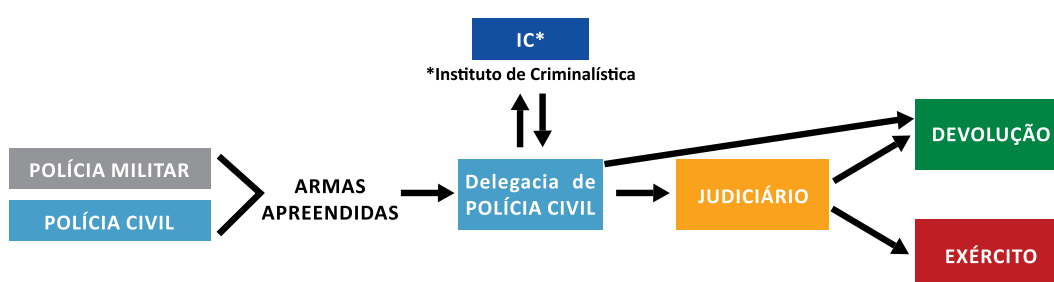 IC*
*Instituto de Criminalística
POLÍCIA MILITAR
POLÍCIA CIVIL
ARMAS
APREENDIDAS
Delegacia de
POLÍCIA CIVIL
JUDICIÁRIO
DEVOLUÇÃO
EXÉRCITO